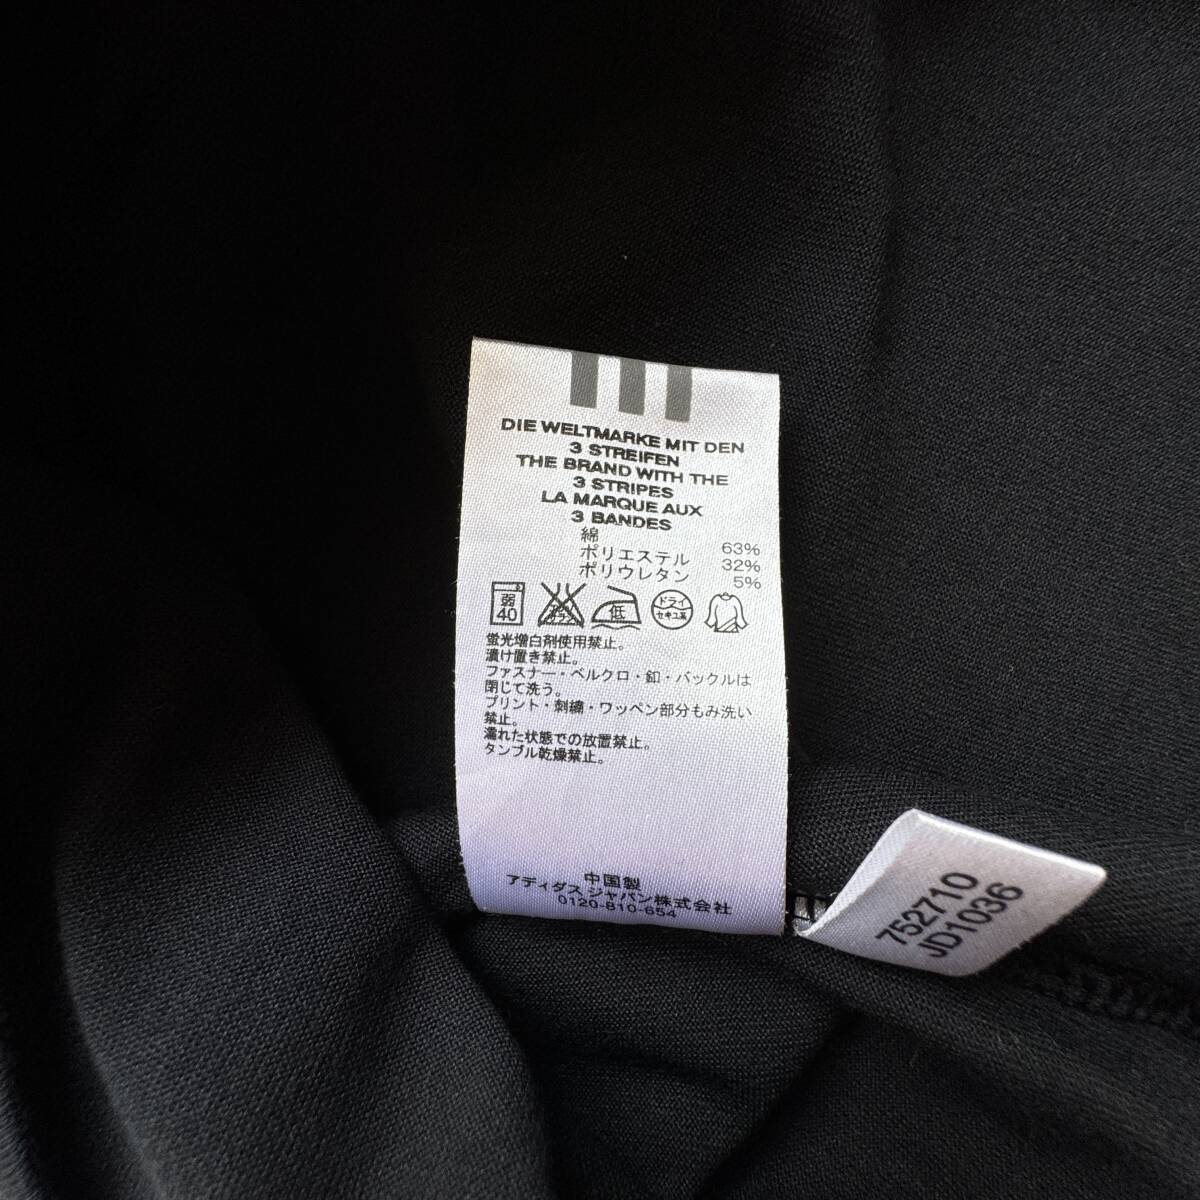 DIE WELTMARKE MIT DEN
3 STREIFEN
THE BRAND WITH THE
3 STRIPES
LA MARQUE AUX
3 BANDES
綿 63%
ポリエステル 32%
ポリウレタン 5%
弱
40
低
ドライ
セキユ系
蛍光増白剤使用禁止。
漬け置き禁止。
ファスナー・ベルクロ・釦・バックルは
閉じて洗う。
プリント・刺繍・ワッペン部分もみ洗い
禁止。
濡れた状態での放置禁止。
タンブル乾燥禁止。
中国製
アディダス ジャパン株式会社
0120-810-654
752710
JD1036